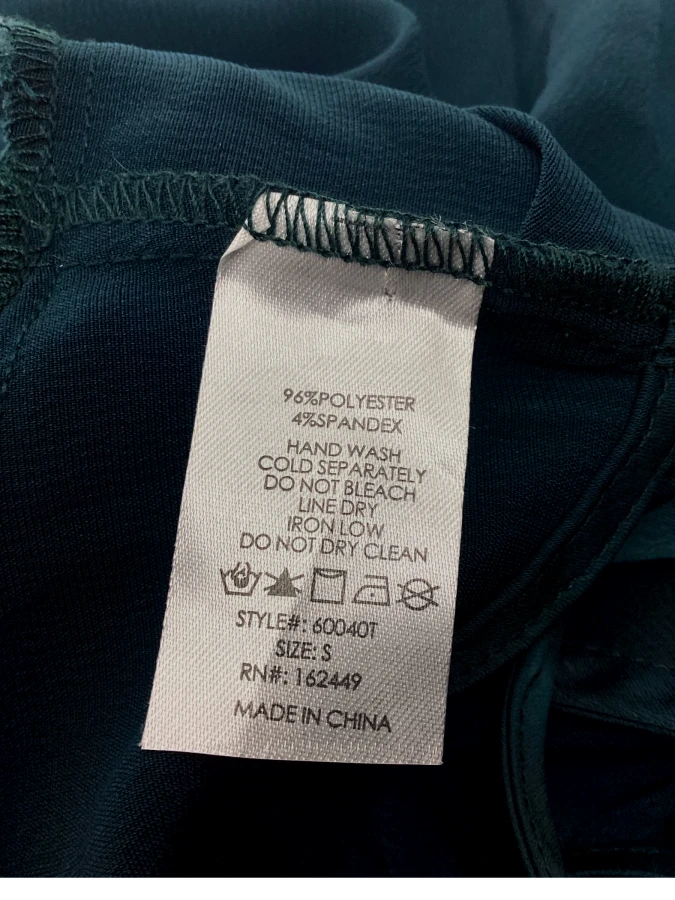 96%POLYESTER
4%SPANDEX
HAND WASH
COLD SEPARATELY
DO NOT BLEACH
LINE DRY
IRON LOW
DO NOT DRY CLEAN
STYLE#: 60040T
SIZE: S
RN#: 162449
MADE IN CHINA